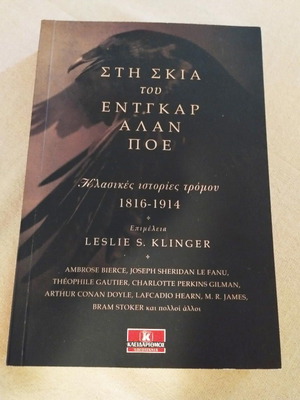 ΣΤΗ ΣΚΙΑ
του
ΕΝΤΓΚΑΡ
ΑΛΑΝ
ΠΟΕ
Κλασικές ιστορίες τρόμου
1816-1914
Επιμέλεια
LESLIE S. KLINGER
AMBROSE BIERCE, JOSEPH SHERIDAN LE FANU,
THÉOPHILE GAUTIER, CHARLOTTE PERKINS GILMAN,
ARTHUR CONAN DOYLE, LAFCADIO HEARN, M. R. JAMES,
BRAM STOKER και πολλοί άλλοι
K
ΚΛΕΙΔΑΡΙΘΜΟΣ